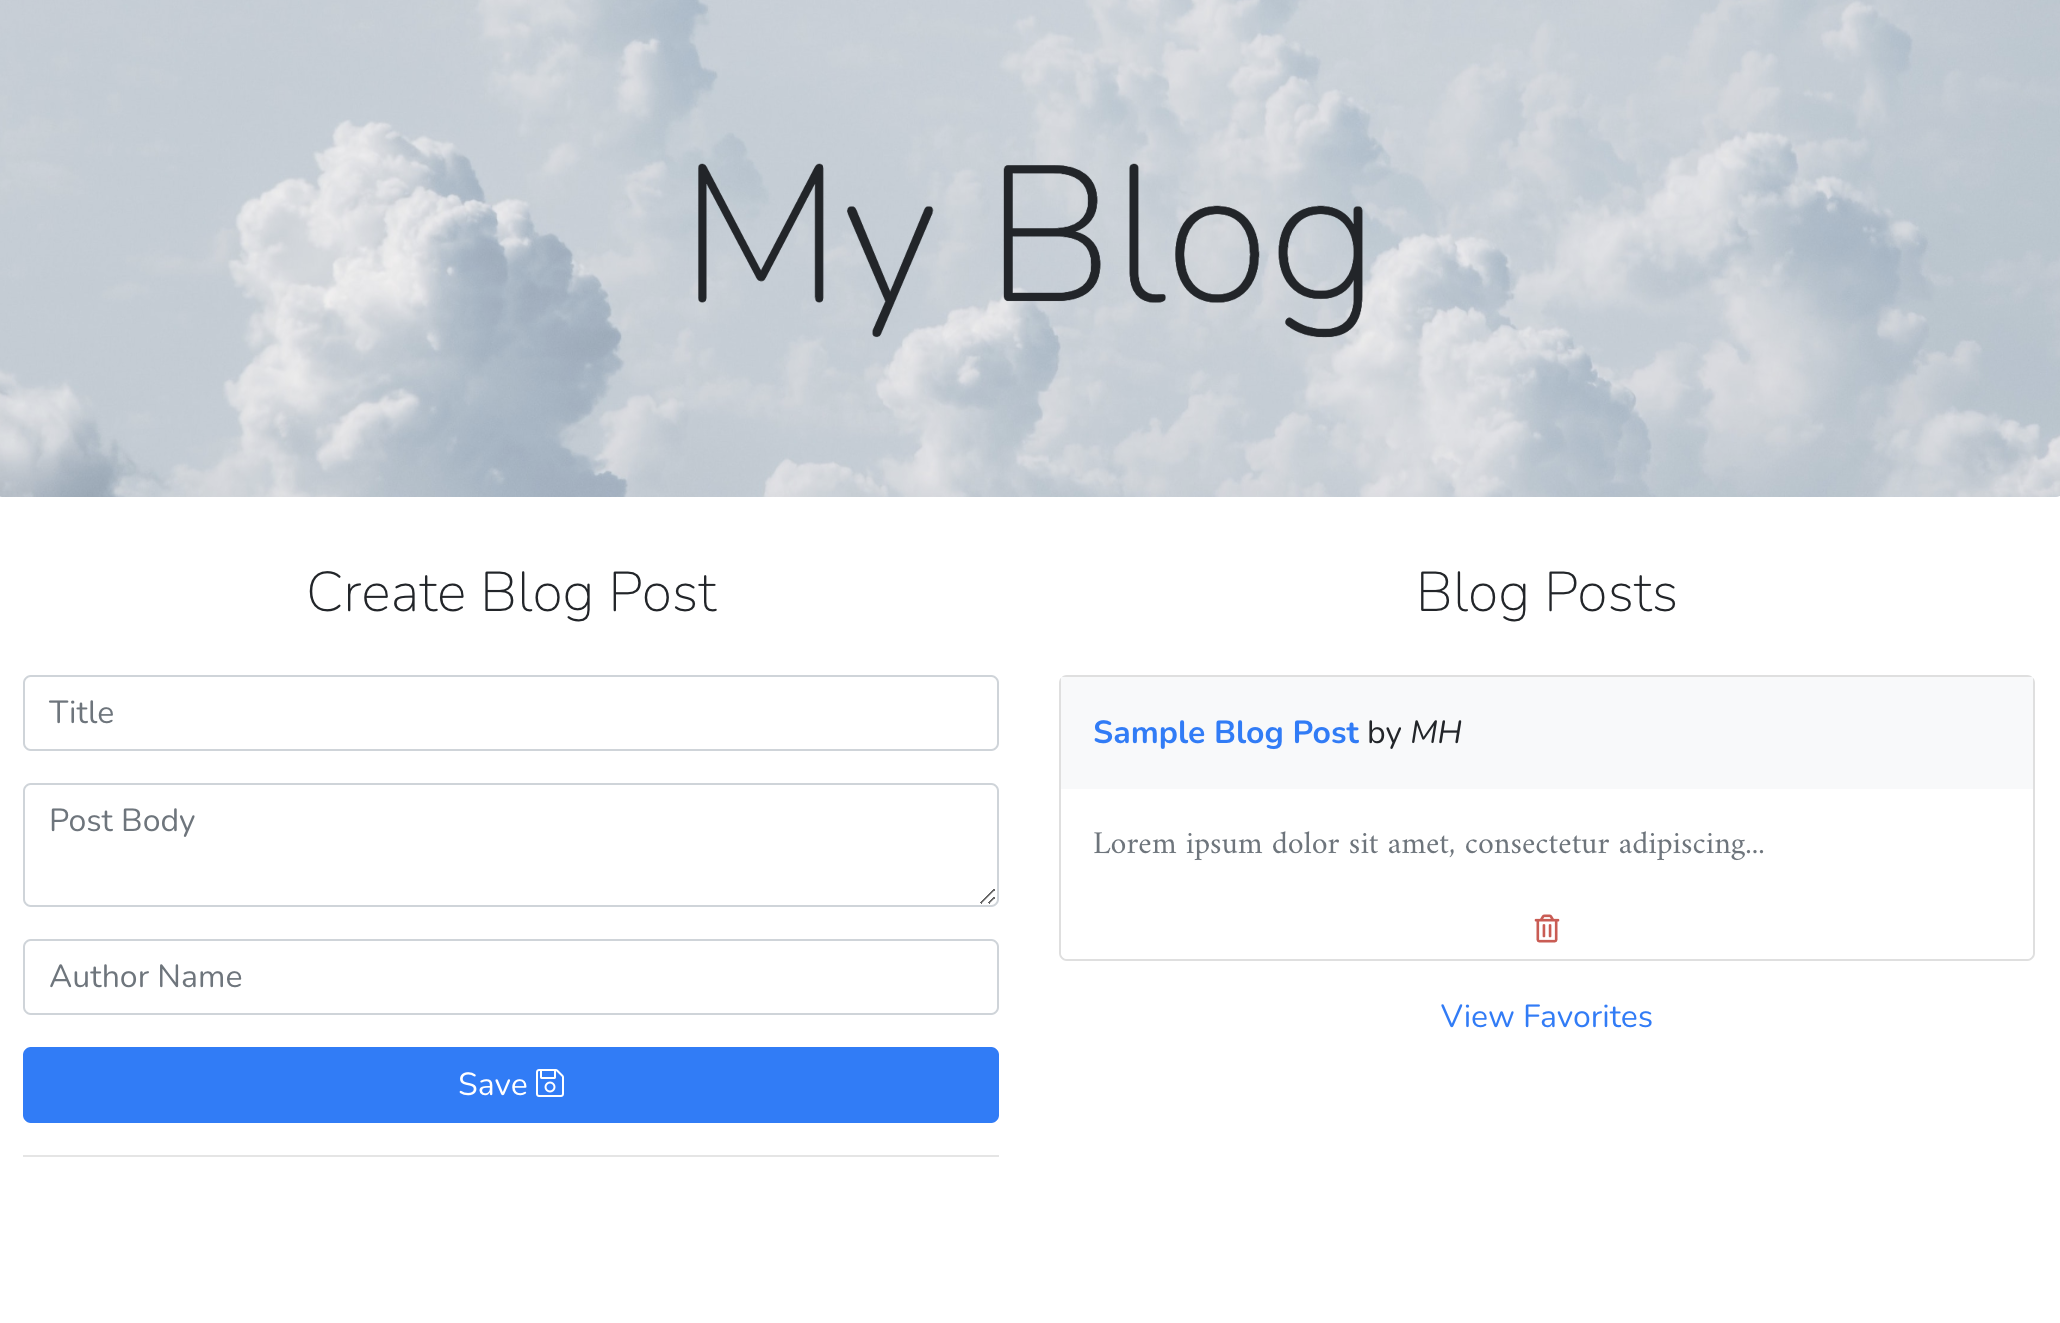 My Blog
Create Blog Post
Title
Post Body
Author Name
Save
Blog Posts
Sample Blog Post by MH
Lorem ipsum dolor sit amet, consectetur adipiscing...
View Favorites